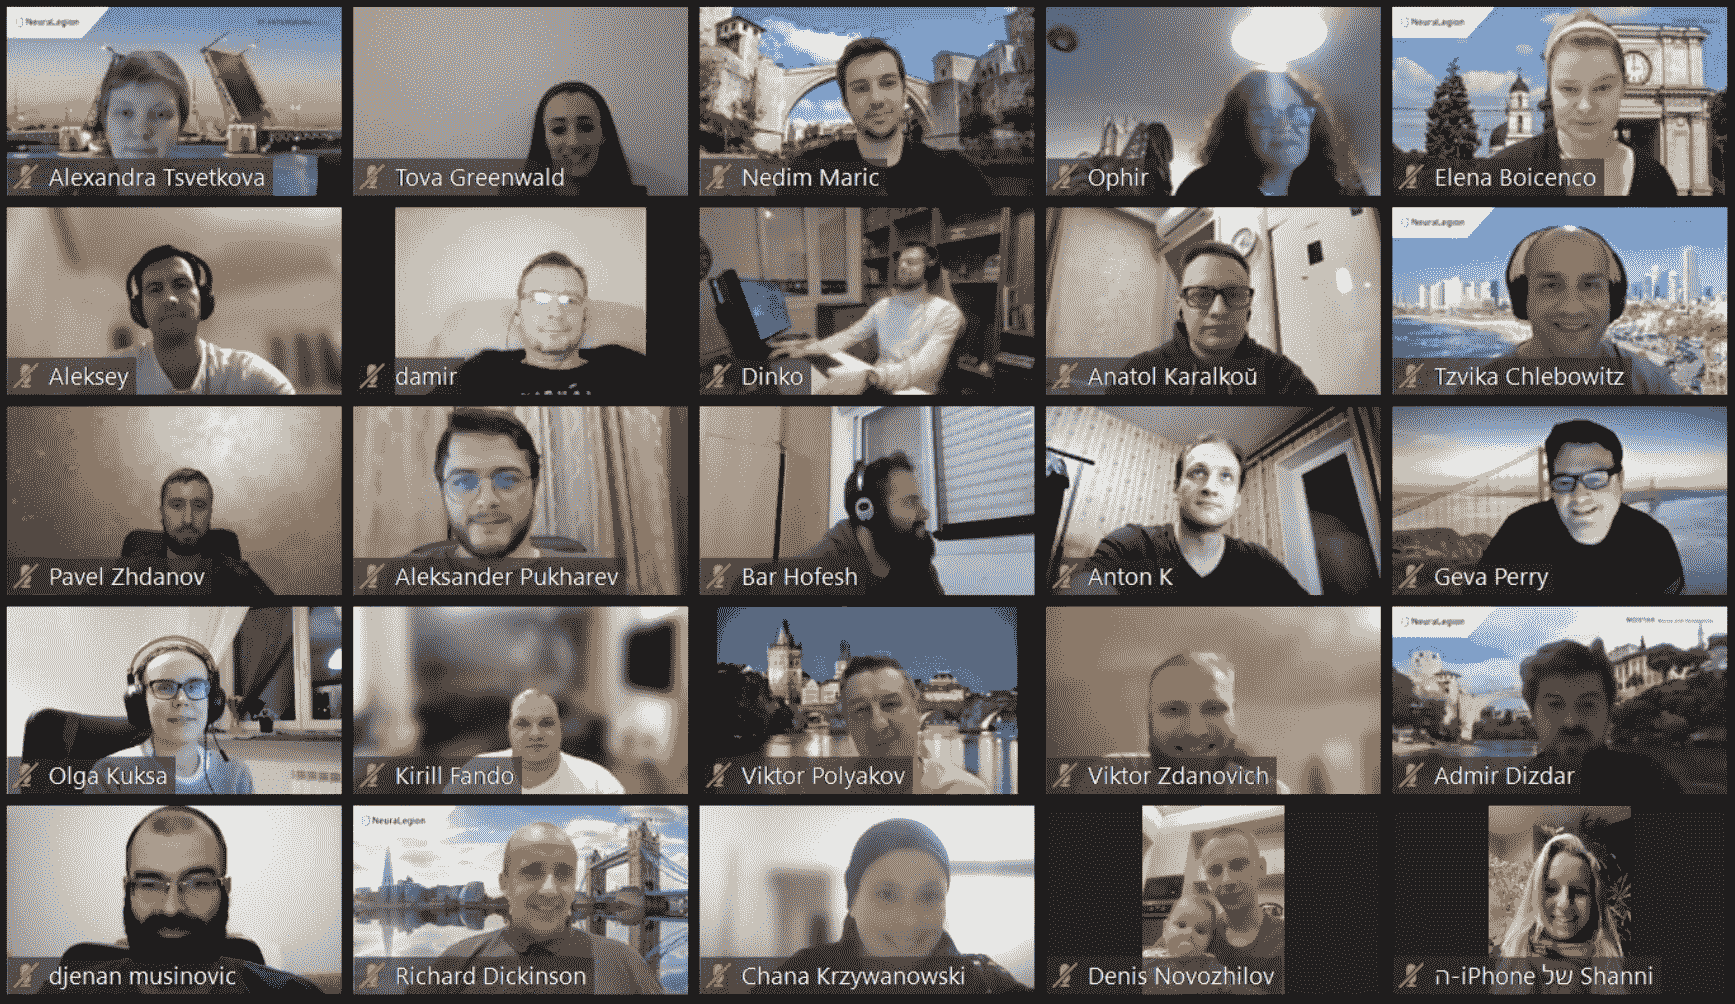 NeuraLegion
Alexandra Tsvetkova
Tova Greenwald
Nedim Maric
Ophir
NeuraLegion
Elena Boicenco
Aleksey
damir
Dinko
Anatol Karalkoŭ
NeuraLegion
Tzvika Chlebowitz
Pavel Zhdanov
Aleksander Pukharev
Bar Hofesh
Anton K
Geva Perry
Olga Kuksa
Kirill Fando
Viktor Polyakov
Viktor Zdanovich
NeuraLegion
Admir Dizdar
djenan musinovic
NeuraLegion
Richard Dickinson
Chana Krzywanowski
Denis Novozhilov
ה-iPhone של Shanni